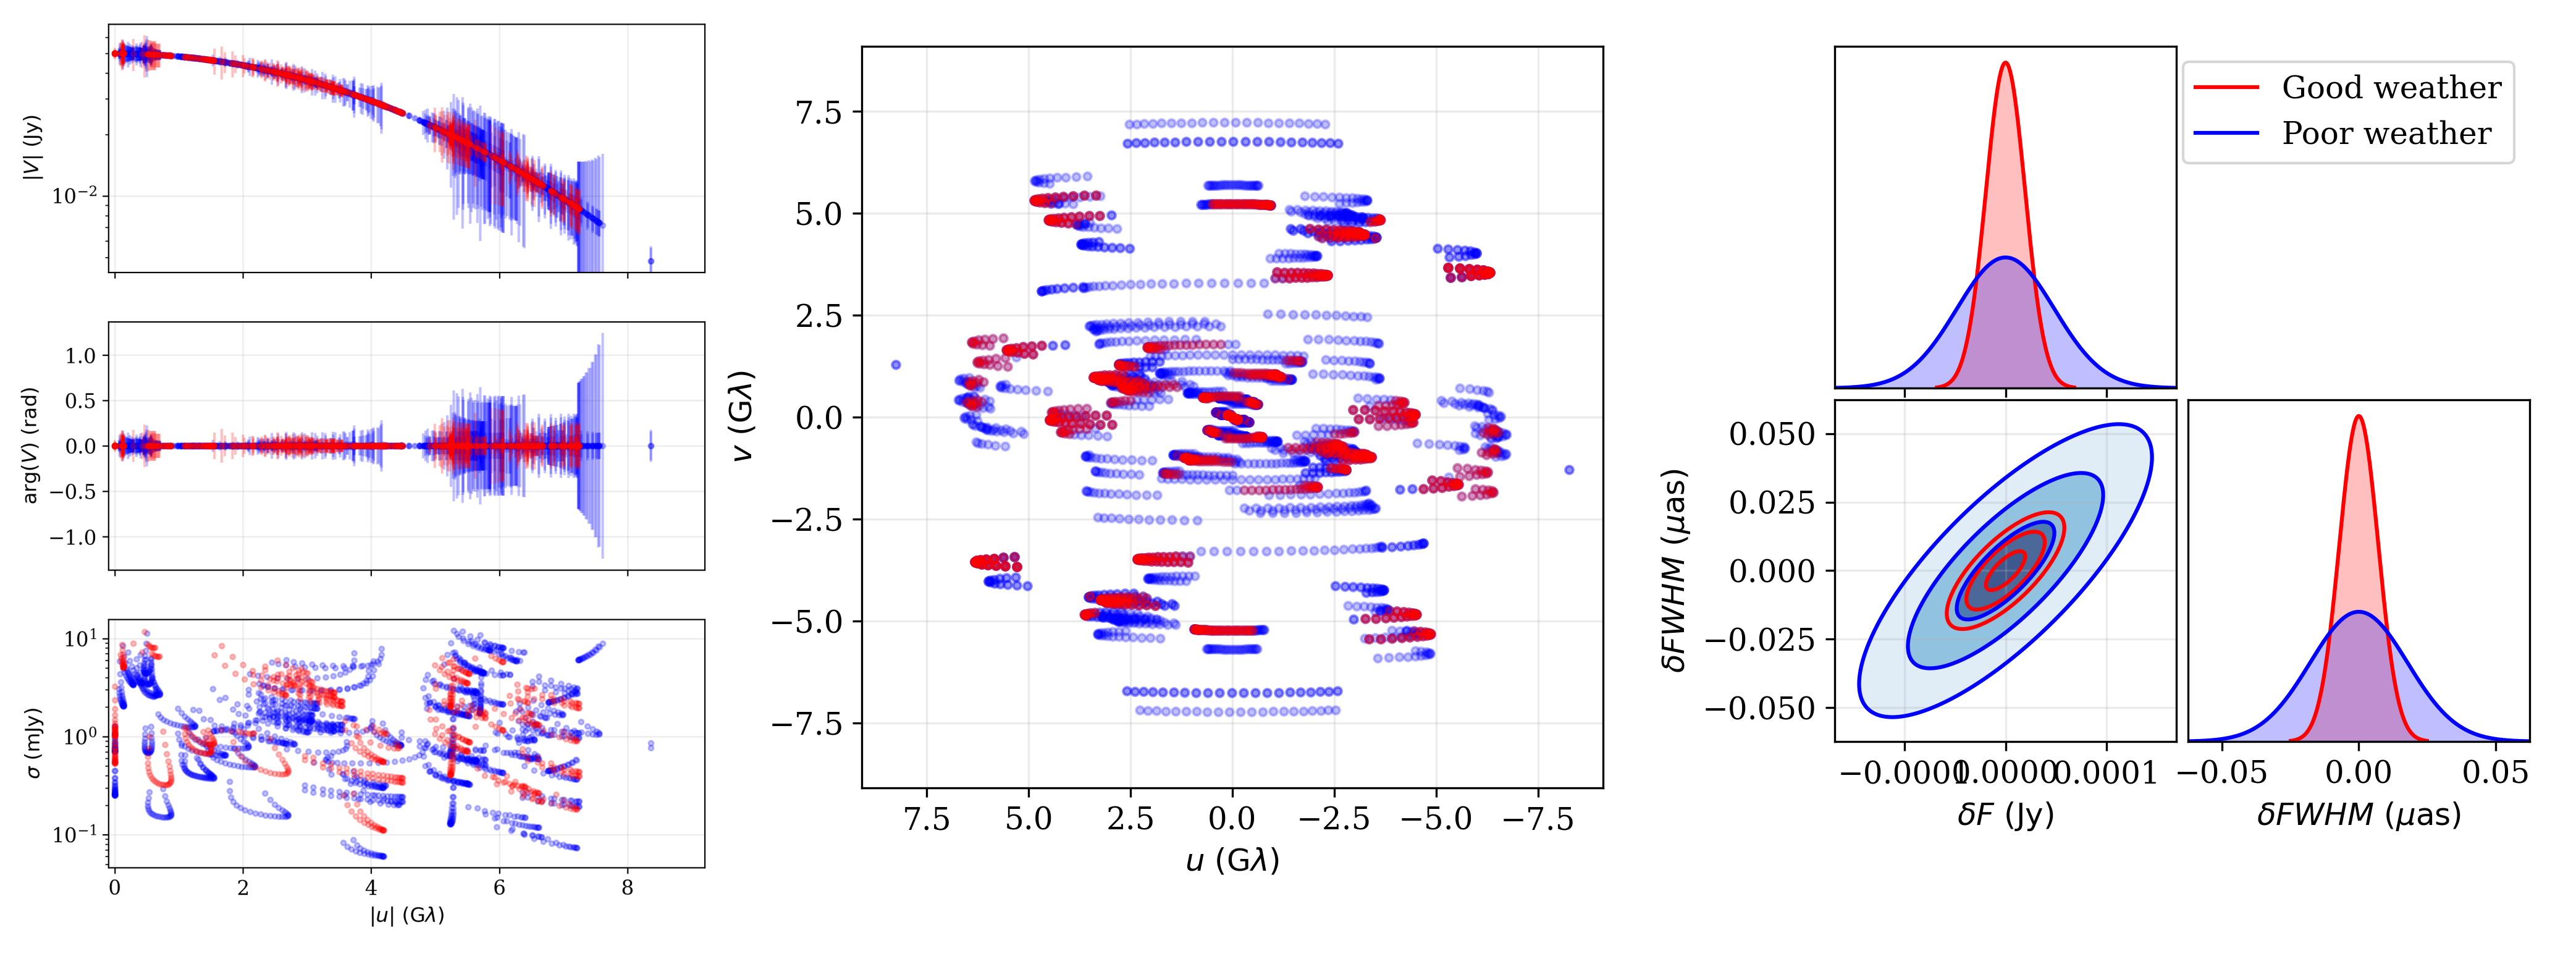 |V| (Jy)
10⁻²
arg(V) (rad)
1.0
0.5
0.0
−0.5
−1.0
σ (mJy)
10¹
10⁰
10⁻¹
0 2 4 6 8
|u| (Gλ)
v (Gλ)
7.5
5.0
2.5
0.0
−2.5
−5.0
−7.5
7.5 5.0 2.5 0.0 −2.5 −5.0 −7.5
u (Gλ)
Good weather
Poor weather
δFWHM (μas)
0.050
0.025
0.000
−0.025
−0.050
−0.0001 0.0000 0.0001
δF (Jy)
−0.05 0.00 0.05
δFWHM (μas)